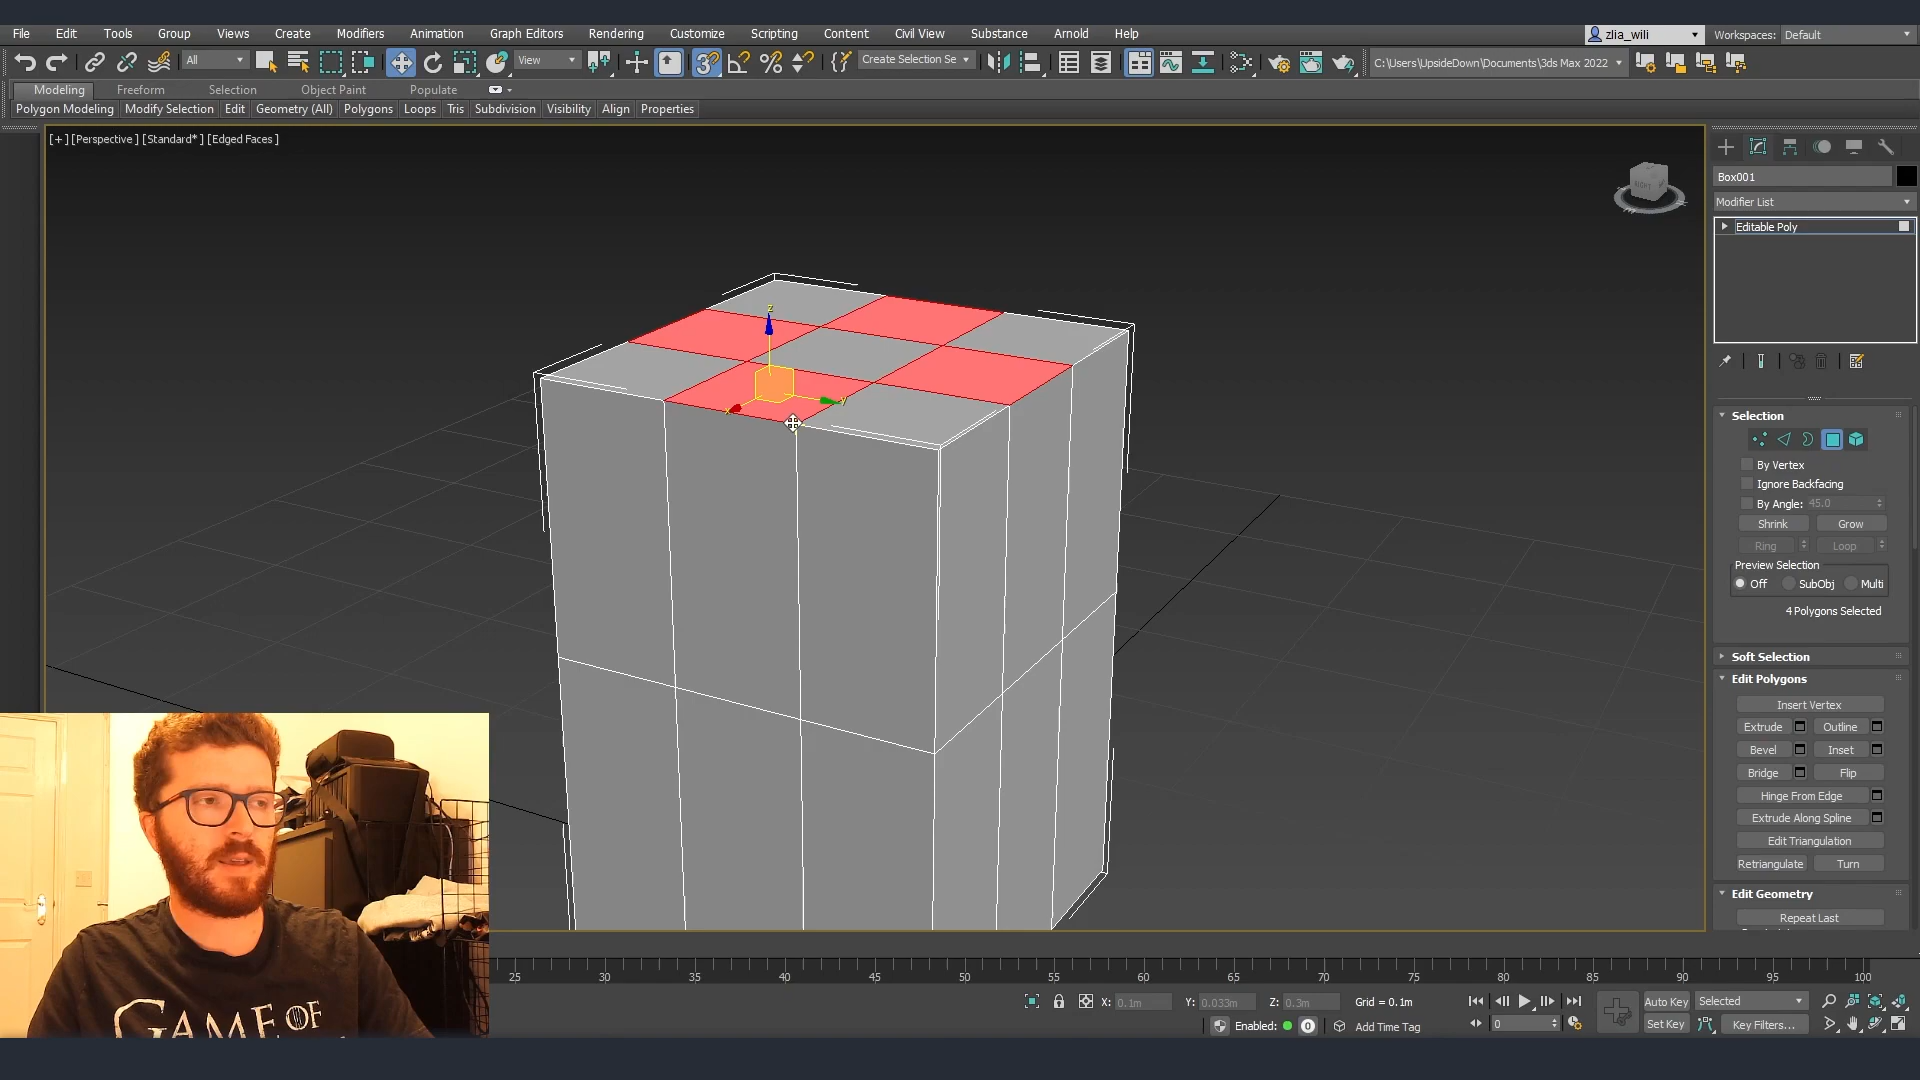 File Edit Tools Group Views Create Modifiers Animation Graph Editors Rendering Customize Scripting Content Civil View Substance Arnold Help zlia_wili Workspaces: Default
All View Create Selection Se C:\Users\UpsideDown\Documents\3ds Max 2022
Modeling Freeform Selection Object Paint Populate
Polygon Modeling Modify Selection Edit Geometry (All) Polygons Loops Tris Subdivision Visibility Align Properties
[+] [Perspective] [Standard*] [Edged Faces]
Box001
Modifier List
Editable Poly
z
x y
RIGHT
Selection
By Vertex
Ignore Backfacing
By Angle: 45.0
Shrink Grow
Ring Loop
Preview Selection
Off SubObj Multi
4 Polygons Selected
Soft Selection
Edit Polygons
Insert Vertex
Extrude Outline
Bevel Inset
Bridge Flip
Hinge From Edge
Extrude Along Spline
Edit Triangulation
Retriangulate Turn
Edit Geometry
Repeat Last
25 30 35 40 45 50 55 60 65 70 75 80 85 90 95 100
X: 0.1m Y: 0.033m Z: 0.3m Grid = 0.1m Auto Key Selected
Enabled: 0 Add Time Tag 0 Set Key Key Filters...
GAME OF